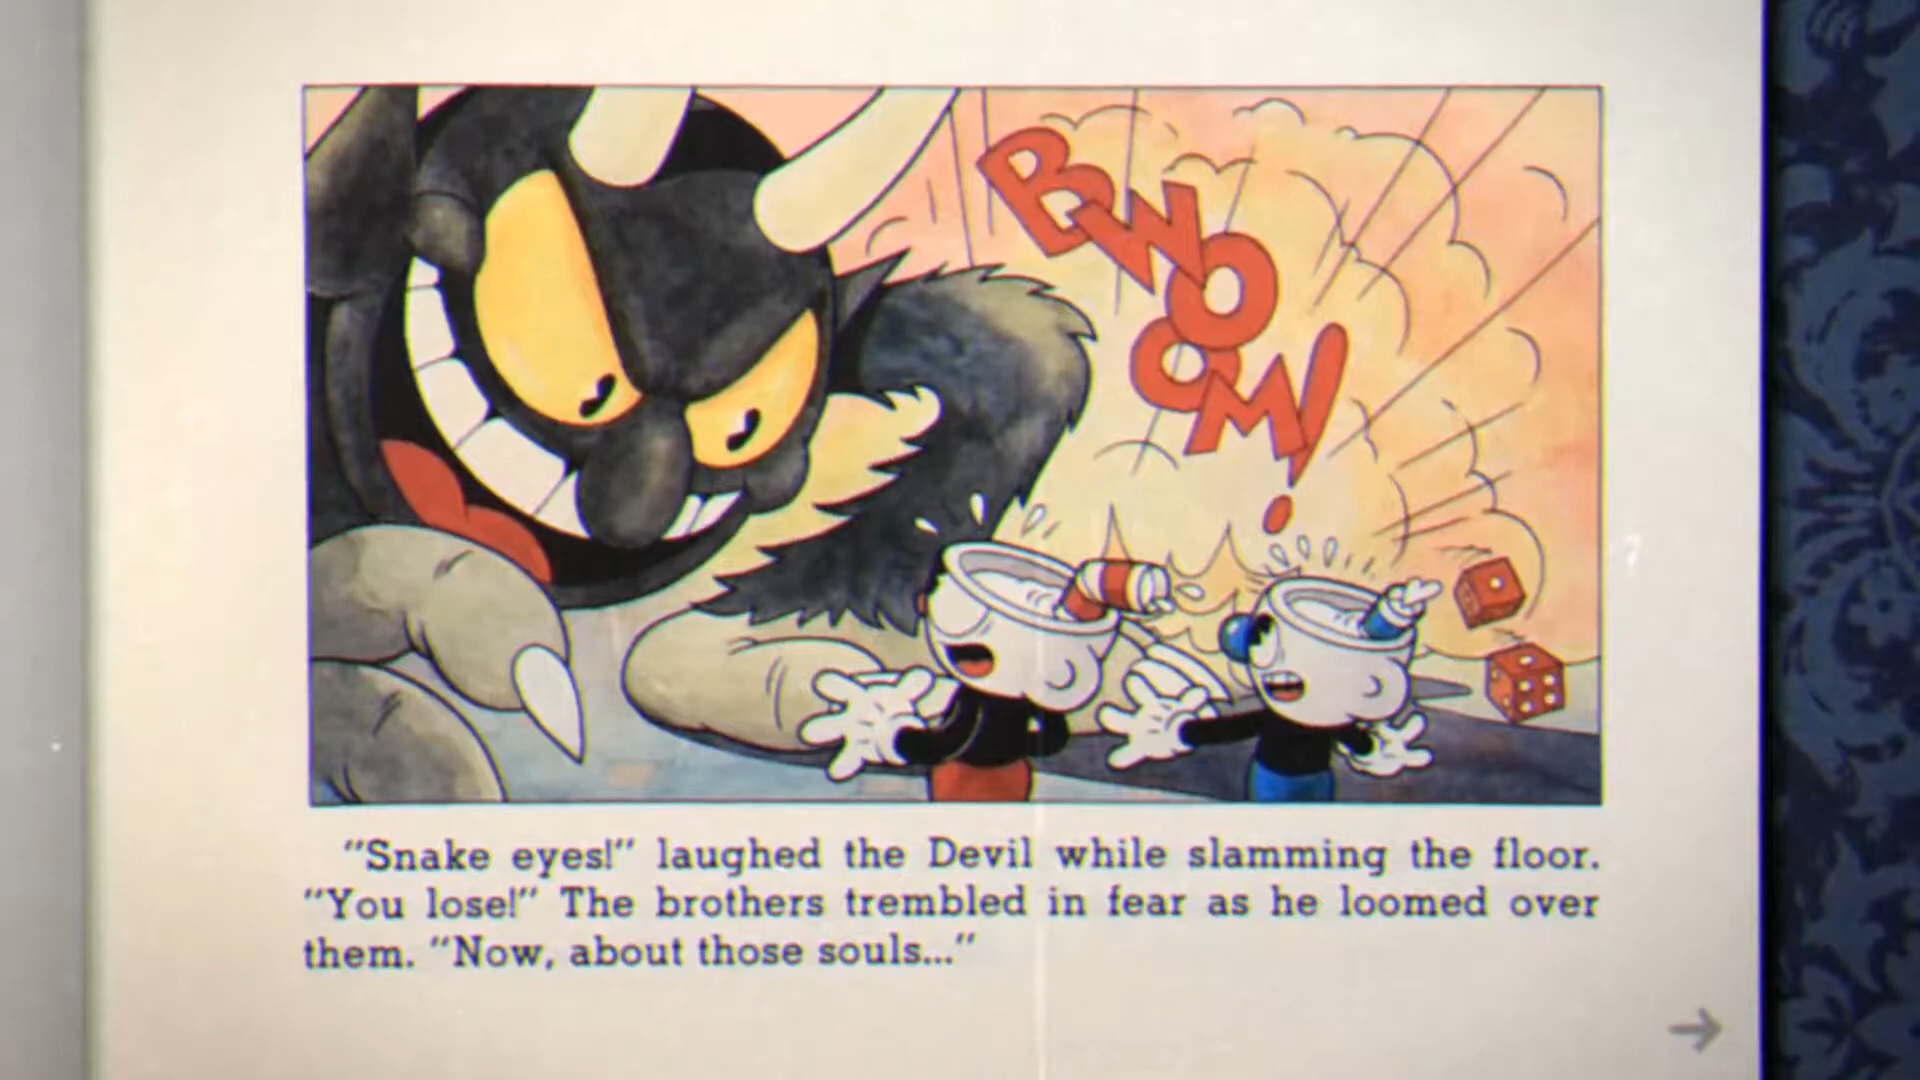 BWOOM!
“Snake eyes!” laughed the Devil while slamming the floor.
“You lose!” The brothers trembled in fear as he loomed over
them. “Now, about those souls...”